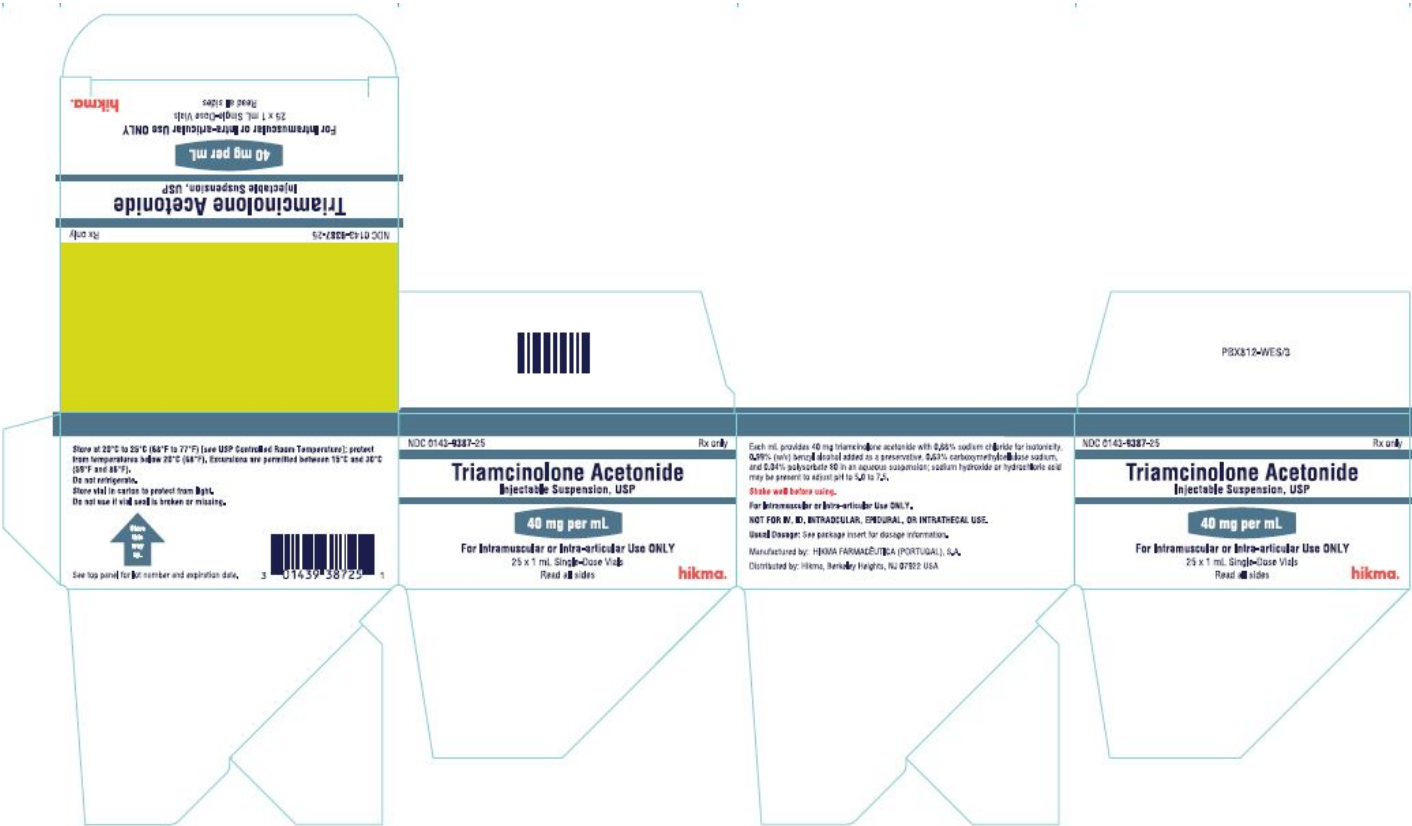 hikma.
Read all sides
25 x 1 mL Single-Dose Vials
For Intramuscular or Intra-articular Use ONLY
40 mg per mL
Injectable Suspension, USP
Triamcinolone Acetonide
Rx only
NDC 0143-9387-25
PBX812-WES/3
Store at 20°C to 25°C (68°F to 77°F) [see USP Controlled Room Temperature]; protect
from temperatures below 20°C (68°F). Excursions are permitted between 15°C and 30°C
(59°F and 86°F).
Do not refrigerate.
Store vial in carton to protect from light.
Do not use if vial seal is broken or missing.
Store
this
way
up.
See top panel for lot number and expiration date.
3 01439 38725 1
NDC 0143-9387-25 Rx only
Triamcinolone Acetonide
Injectable Suspension, USP
40 mg per mL
For Intramuscular or Intra-articular Use ONLY
25 x 1 mL Single-Dose Vials
Read all sides
hikma.
Each mL provides 40 mg triamcinolone acetonide with 0.66% sodium chloride for isotonicity,
0.99% (w/v) benzyl alcohol added as a preservative, 0.63% carboxymethylcellulose sodium,
and 0.04% polysorbate 80 in an aqueous suspension; sodium hydroxide or hydrochloric acid
may be present to adjust pH to 5.0 to 7.5.
Shake well before using.
For Intramuscular or Intra-articular Use ONLY.
NOT FOR IV, ID, INTRAOCULAR, EPIDURAL, OR INTRATHECAL USE.
Usual Dosage: See package insert for dosage information.
Manufactured by: HIKMA FARMACÊUTICA (PORTUGAL), S.A.
Distributed by: Hikma, Berkeley Heights, NJ 07922 USA
NDC 0143-9387-25 Rx only
Triamcinolone Acetonide
Injectable Suspension, USP
40 mg per mL
For Intramuscular or Intra-articular Use ONLY
25 x 1 mL Single-Dose Vials
Read all sides
hikma.